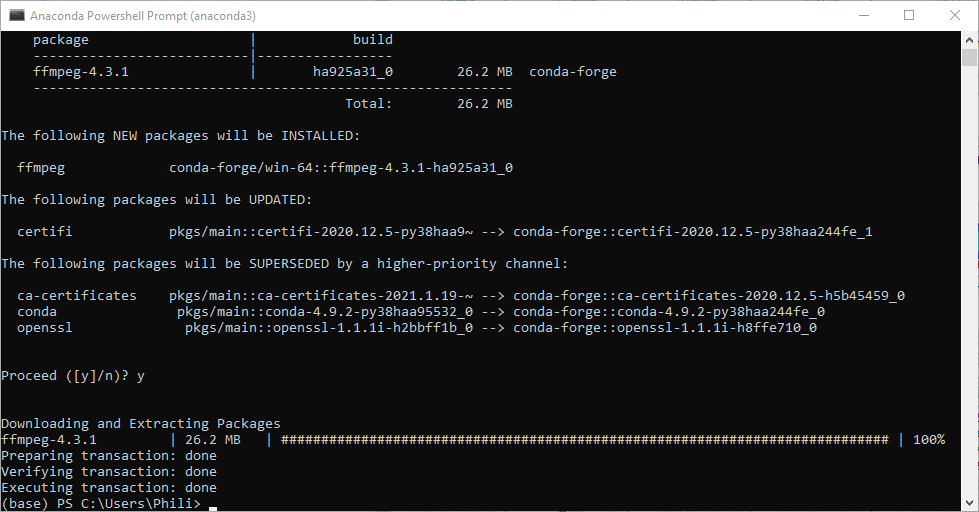 Anaconda Powershell Prompt (anaconda3)
package | build
---------------------------|-----------------
ffmpeg-4.3.1 | ha925a31_0 26.2 MB conda-forge
------------------------------------------------------------
Total: 26.2 MB
The following NEW packages will be INSTALLED:
ffmpeg conda-forge/win-64::ffmpeg-4.3.1-ha925a31_0
The following packages will be UPDATED:
certifi pkgs/main::certifi-2020.12.5-py38haa9~ --> conda-forge::certifi-2020.12.5-py38haa244fe_1
The following packages will be SUPERSEDED by a higher-priority channel:
ca-certificates pkgs/main::ca-certificates-2021.1.19-~ --> conda-forge::ca-certificates-2020.12.5-h5b45459_0
conda pkgs/main::conda-4.9.2-py38haa95532_0 --> conda-forge::conda-4.9.2-py38haa244fe_0
openssl pkgs/main::openssl-1.1.1i-h2bbff1b_0 --> conda-forge::openssl-1.1.1i-h8ffe710_0
Proceed ([y]/n)? y
Downloading and Extracting Packages
ffmpeg-4.3.1 | 26.2 MB | ############################################################################ | 100%
Preparing transaction: done
Verifying transaction: done
Executing transaction: done
(base) PS C:\Users\Phili>